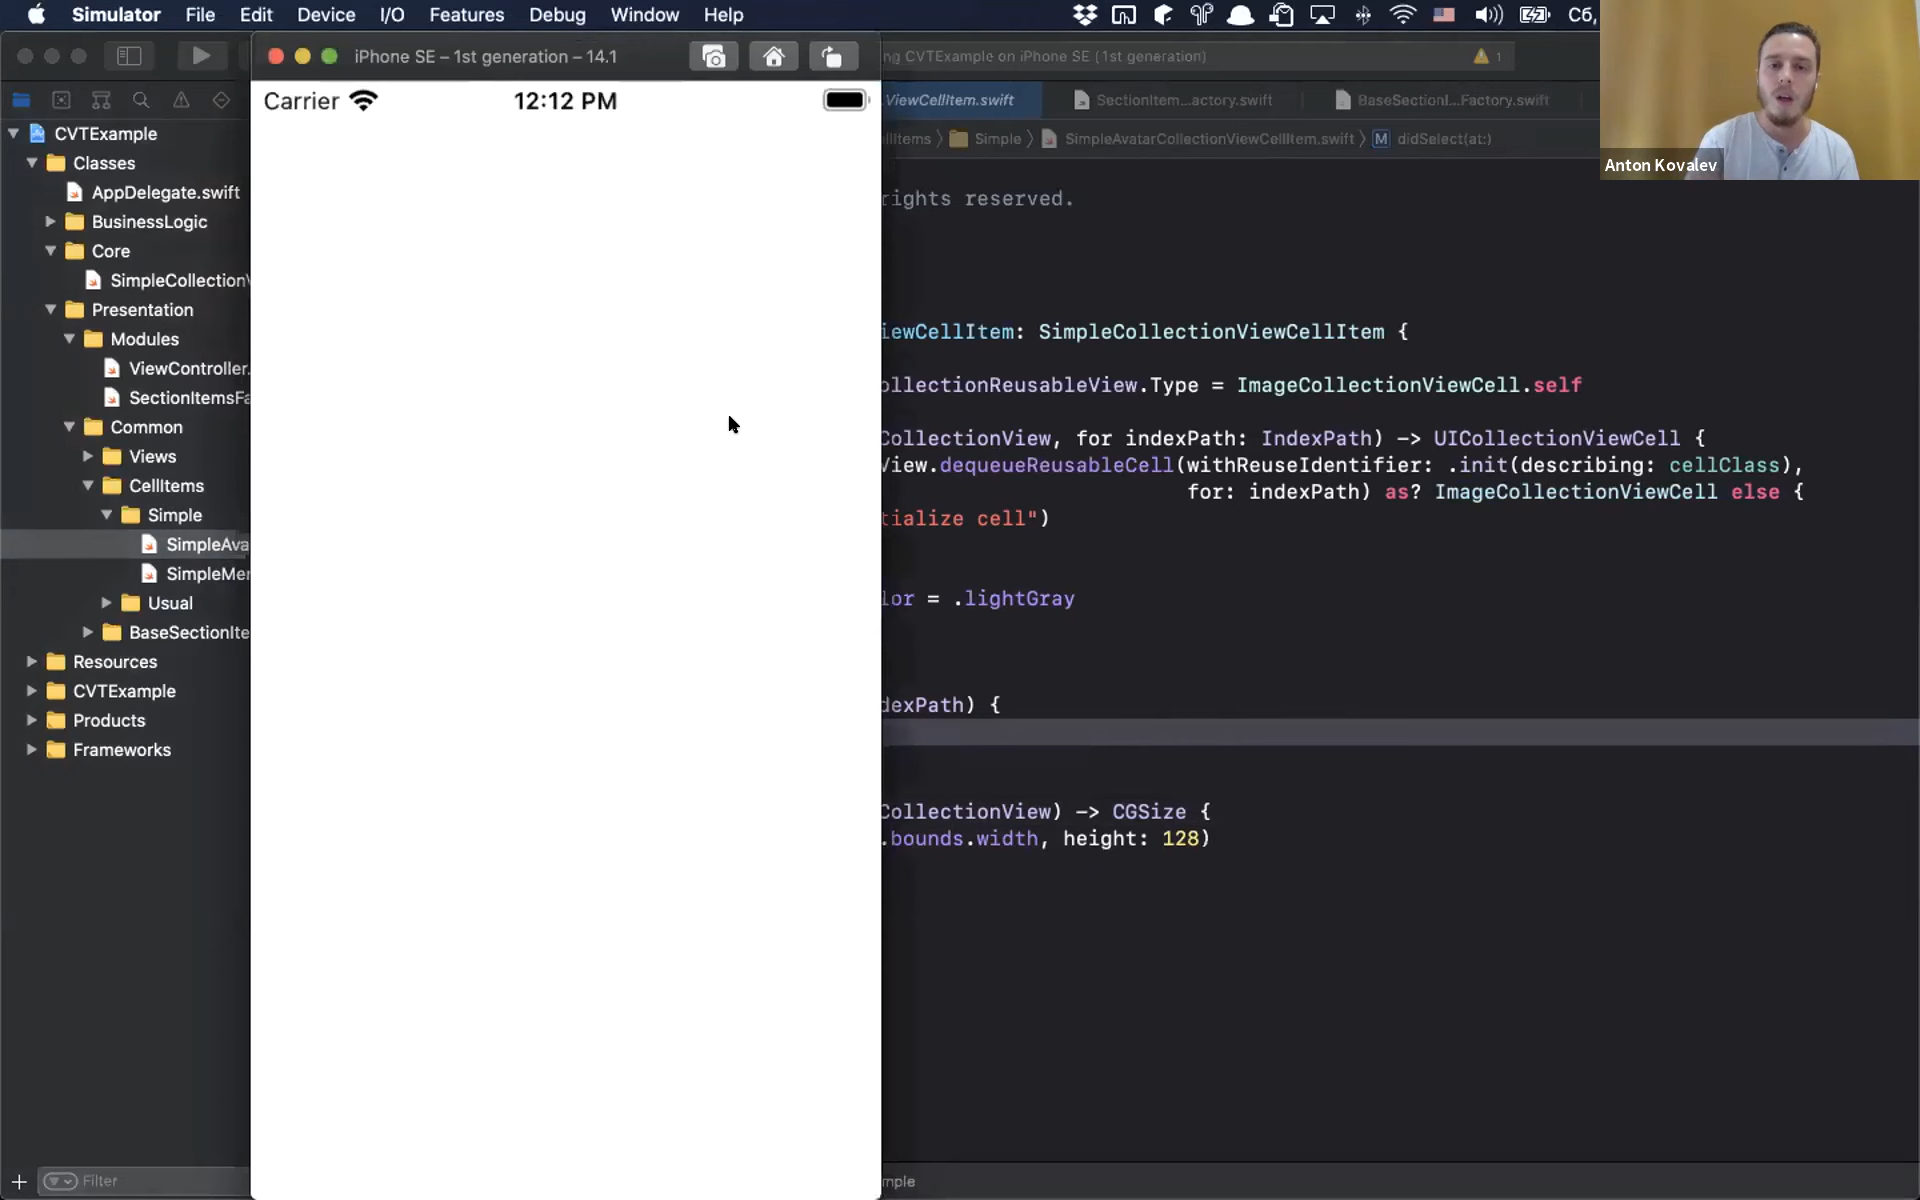 Simulator File Edit Device I/O Features Debug Window Help Сб,
iPhone SE – 1st generation – 14.1
ng CVTExample on iPhone SE (1st generation) 1
Carrier 12:12 PM
ViewCellItem.swift SectionItem...actory.swift BaseSectionI...Factory.swift
Simple SimpleAvatarCollectionViewCellItem.swift M didSelect(at:)
Anton Kovalev
CVTExample
Classes
AppDelegate.swift
BusinessLogic
Core
SimpleCollection
Presentation
Modules
ViewController.
SectionItemsFa
Common
Views
CellItems
Simple
SimpleAva
SimpleMer
Usual
BaseSectionIte
Resources
CVTExample
Products
Frameworks
Filter
rights reserved.
iewCellItem: SimpleCollectionViewCellItem {
ollectionReusableView.Type = ImageCollectionViewCell.self
CollectionView, for indexPath: IndexPath) -> UICollectionViewCell {
View.dequeueReusableCell(withReuseIdentifier: .init(describing: cellClass),
for: indexPath) as? ImageCollectionViewCell else {
tialize cell")
lor = .lightGray
dexPath) {
CollectionView) -> CGSize {
.bounds.width, height: 128)
mple